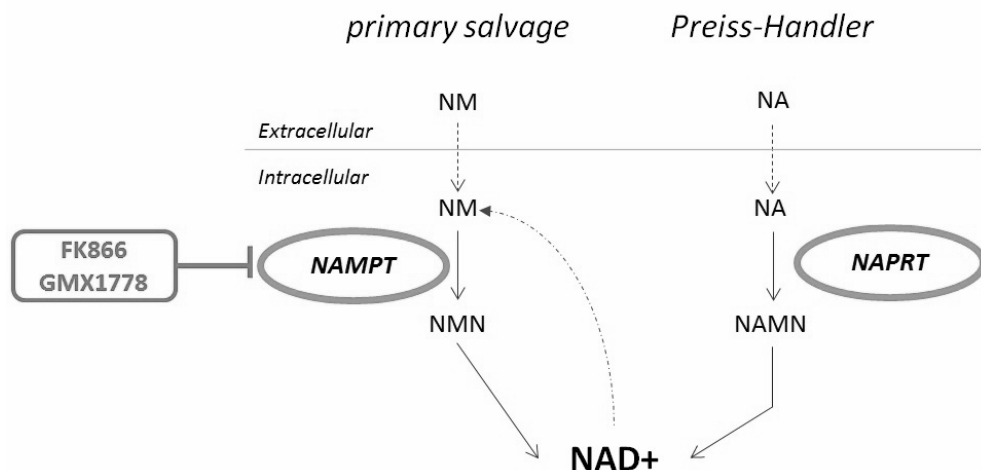 primary salvage
Preiss-Handler
NM
NA
Extracellular
Intracellular
NM
NA
FK866
GMX1778
NAMPT
NAPRT
NMN
NAMN
NAD+